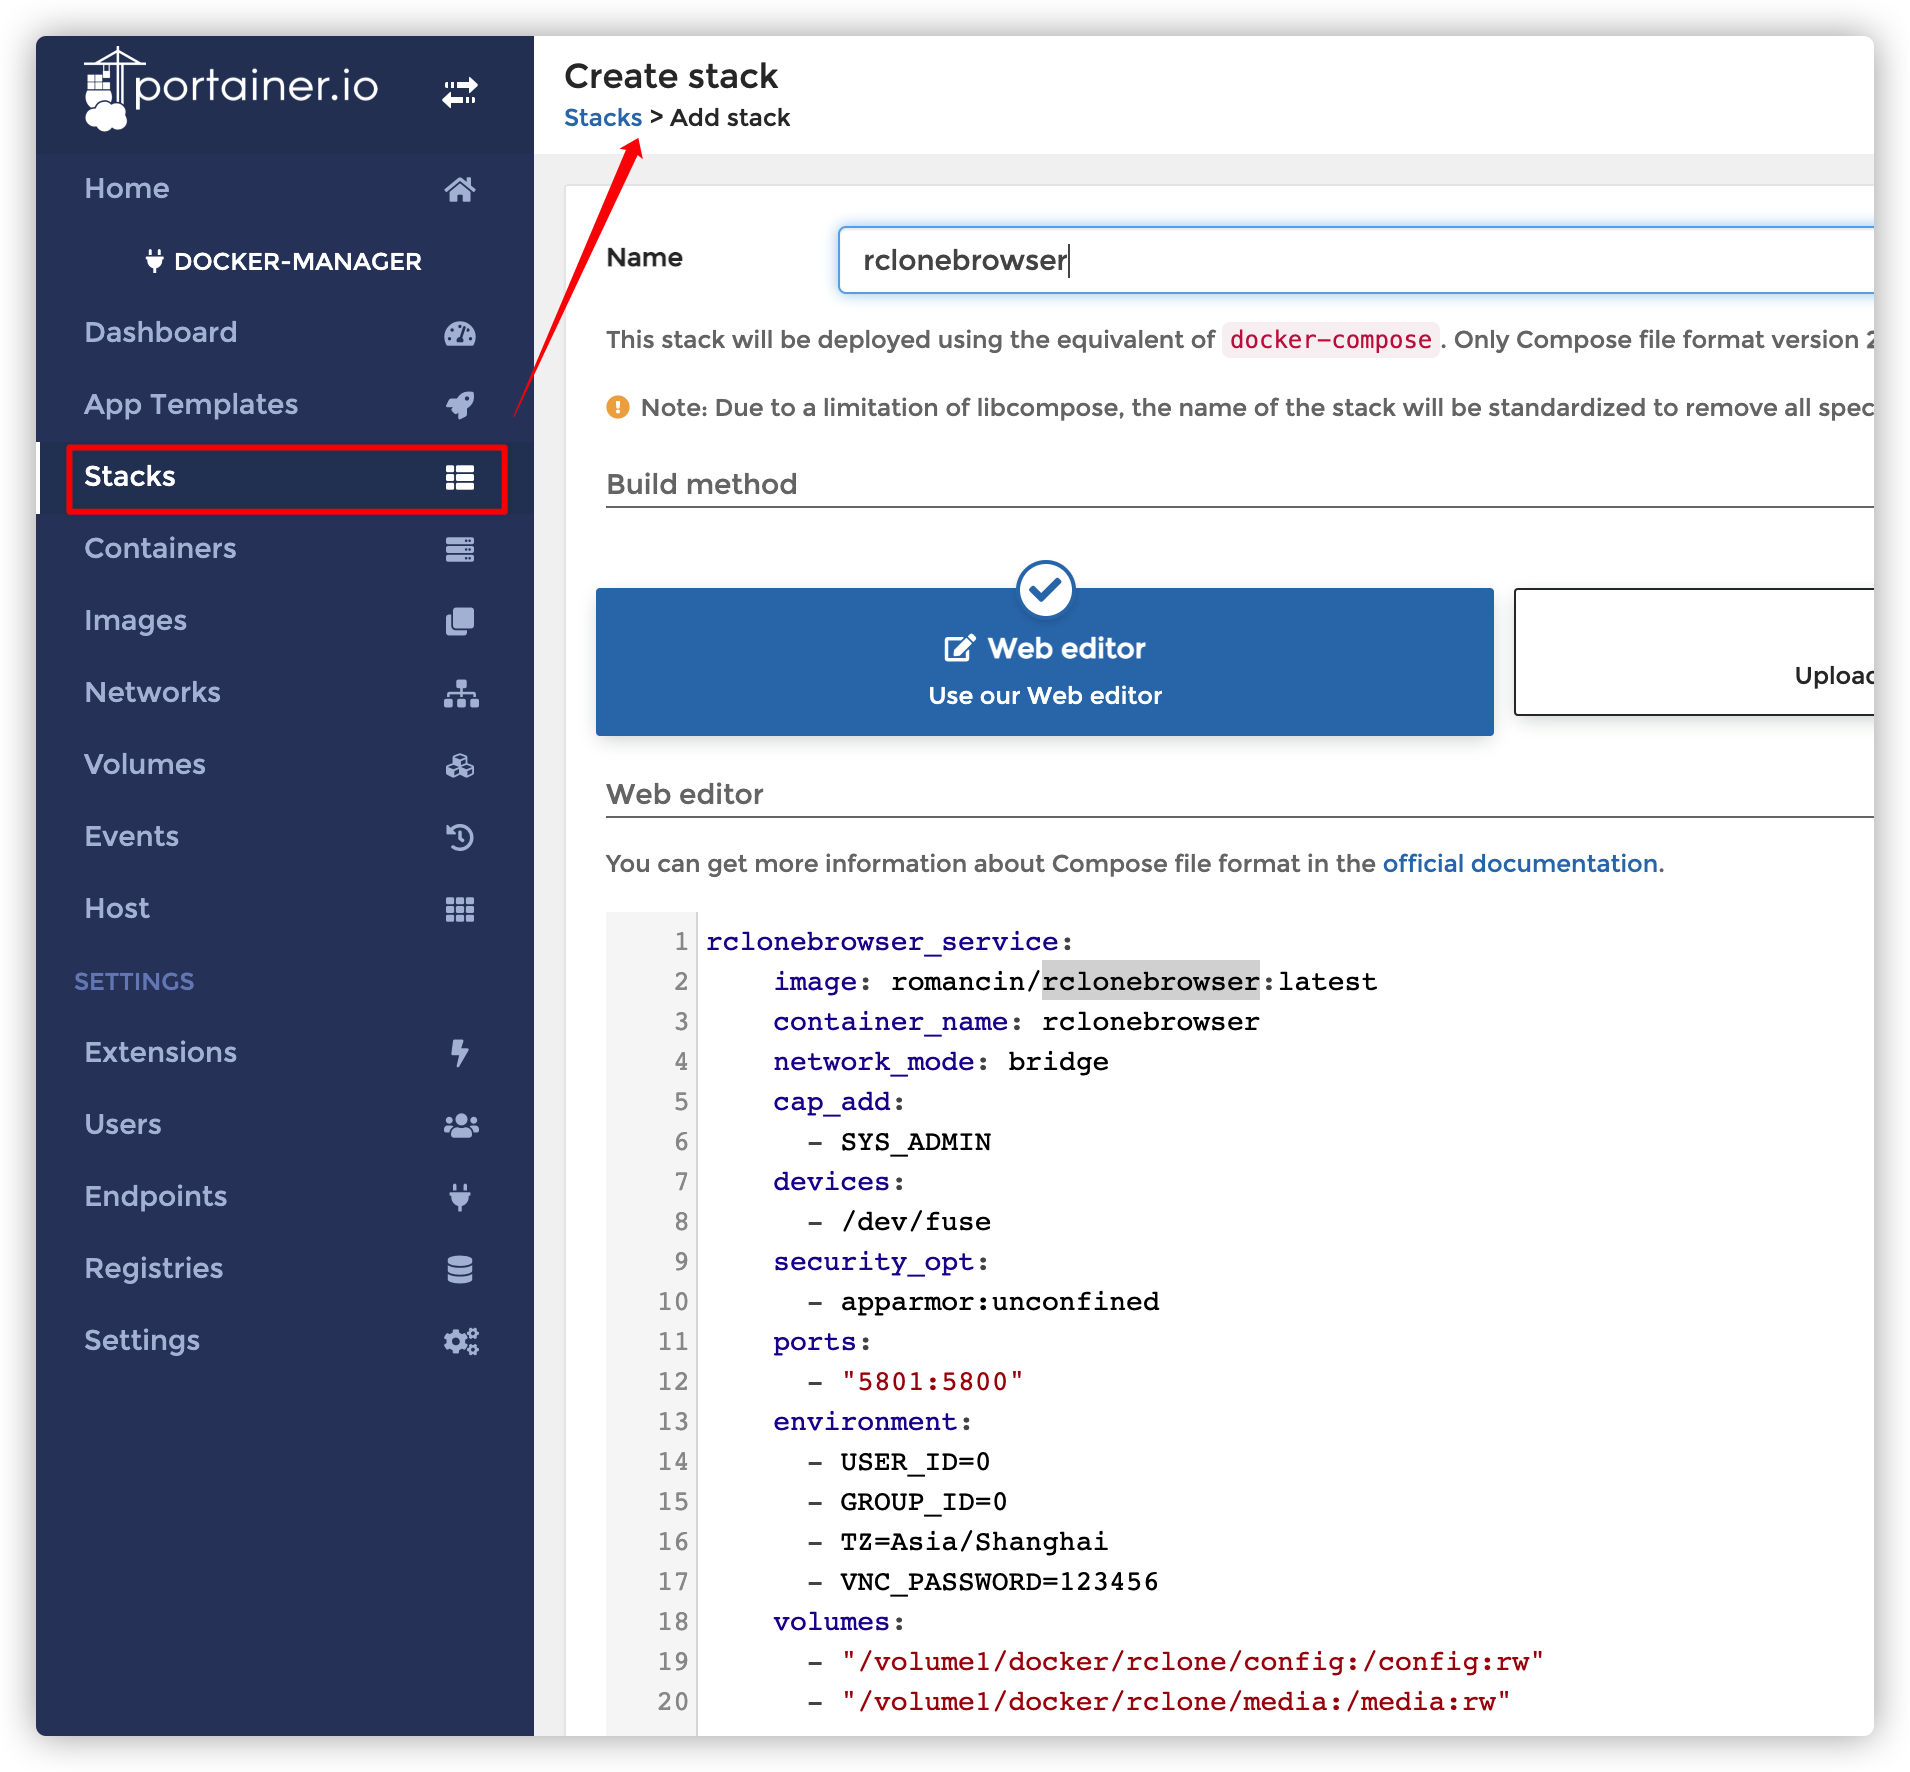 portainer.io
Home
DOCKER-MANAGER
Dashboard
App Templates
Stacks
Containers
Images
Networks
Volumes
Events
Host
SETTINGS
Extensions
Users
Endpoints
Registries
Settings
Create stack
Stacks > Add stack
Name
rclonebrowser
This stack will be deployed using the equivalent of docker-compose. Only Compose file format version
Note: Due to a limitation of libcompose, the name of the stack will be standardized to remove all
Build method
Web editor
Use our Web editor
Web editor
You can get more information about Compose file format in the official documentation.
1 rclonebrowser_service:
2 image: romancin/rclonebrowser:latest
3 container_name: rclonebrowser
4 network_mode: bridge
5 cap_add:
6 - SYS_ADMIN
7 devices:
8 - /dev/fuse
9 security_opt:
10 - apparmor:unconfined
11 ports:
12 - "5801:5800"
13 environment:
14 - USER_ID=0
15 - GROUP_ID=0
16 - TZ=Asia/Shanghai
17 - VNC_PASSWORD=123456
18 volumes:
19 - "/volume1/docker/rclone/config:/config:rw"
20 - "/volume1/docker/rclone/media:/media:rw"